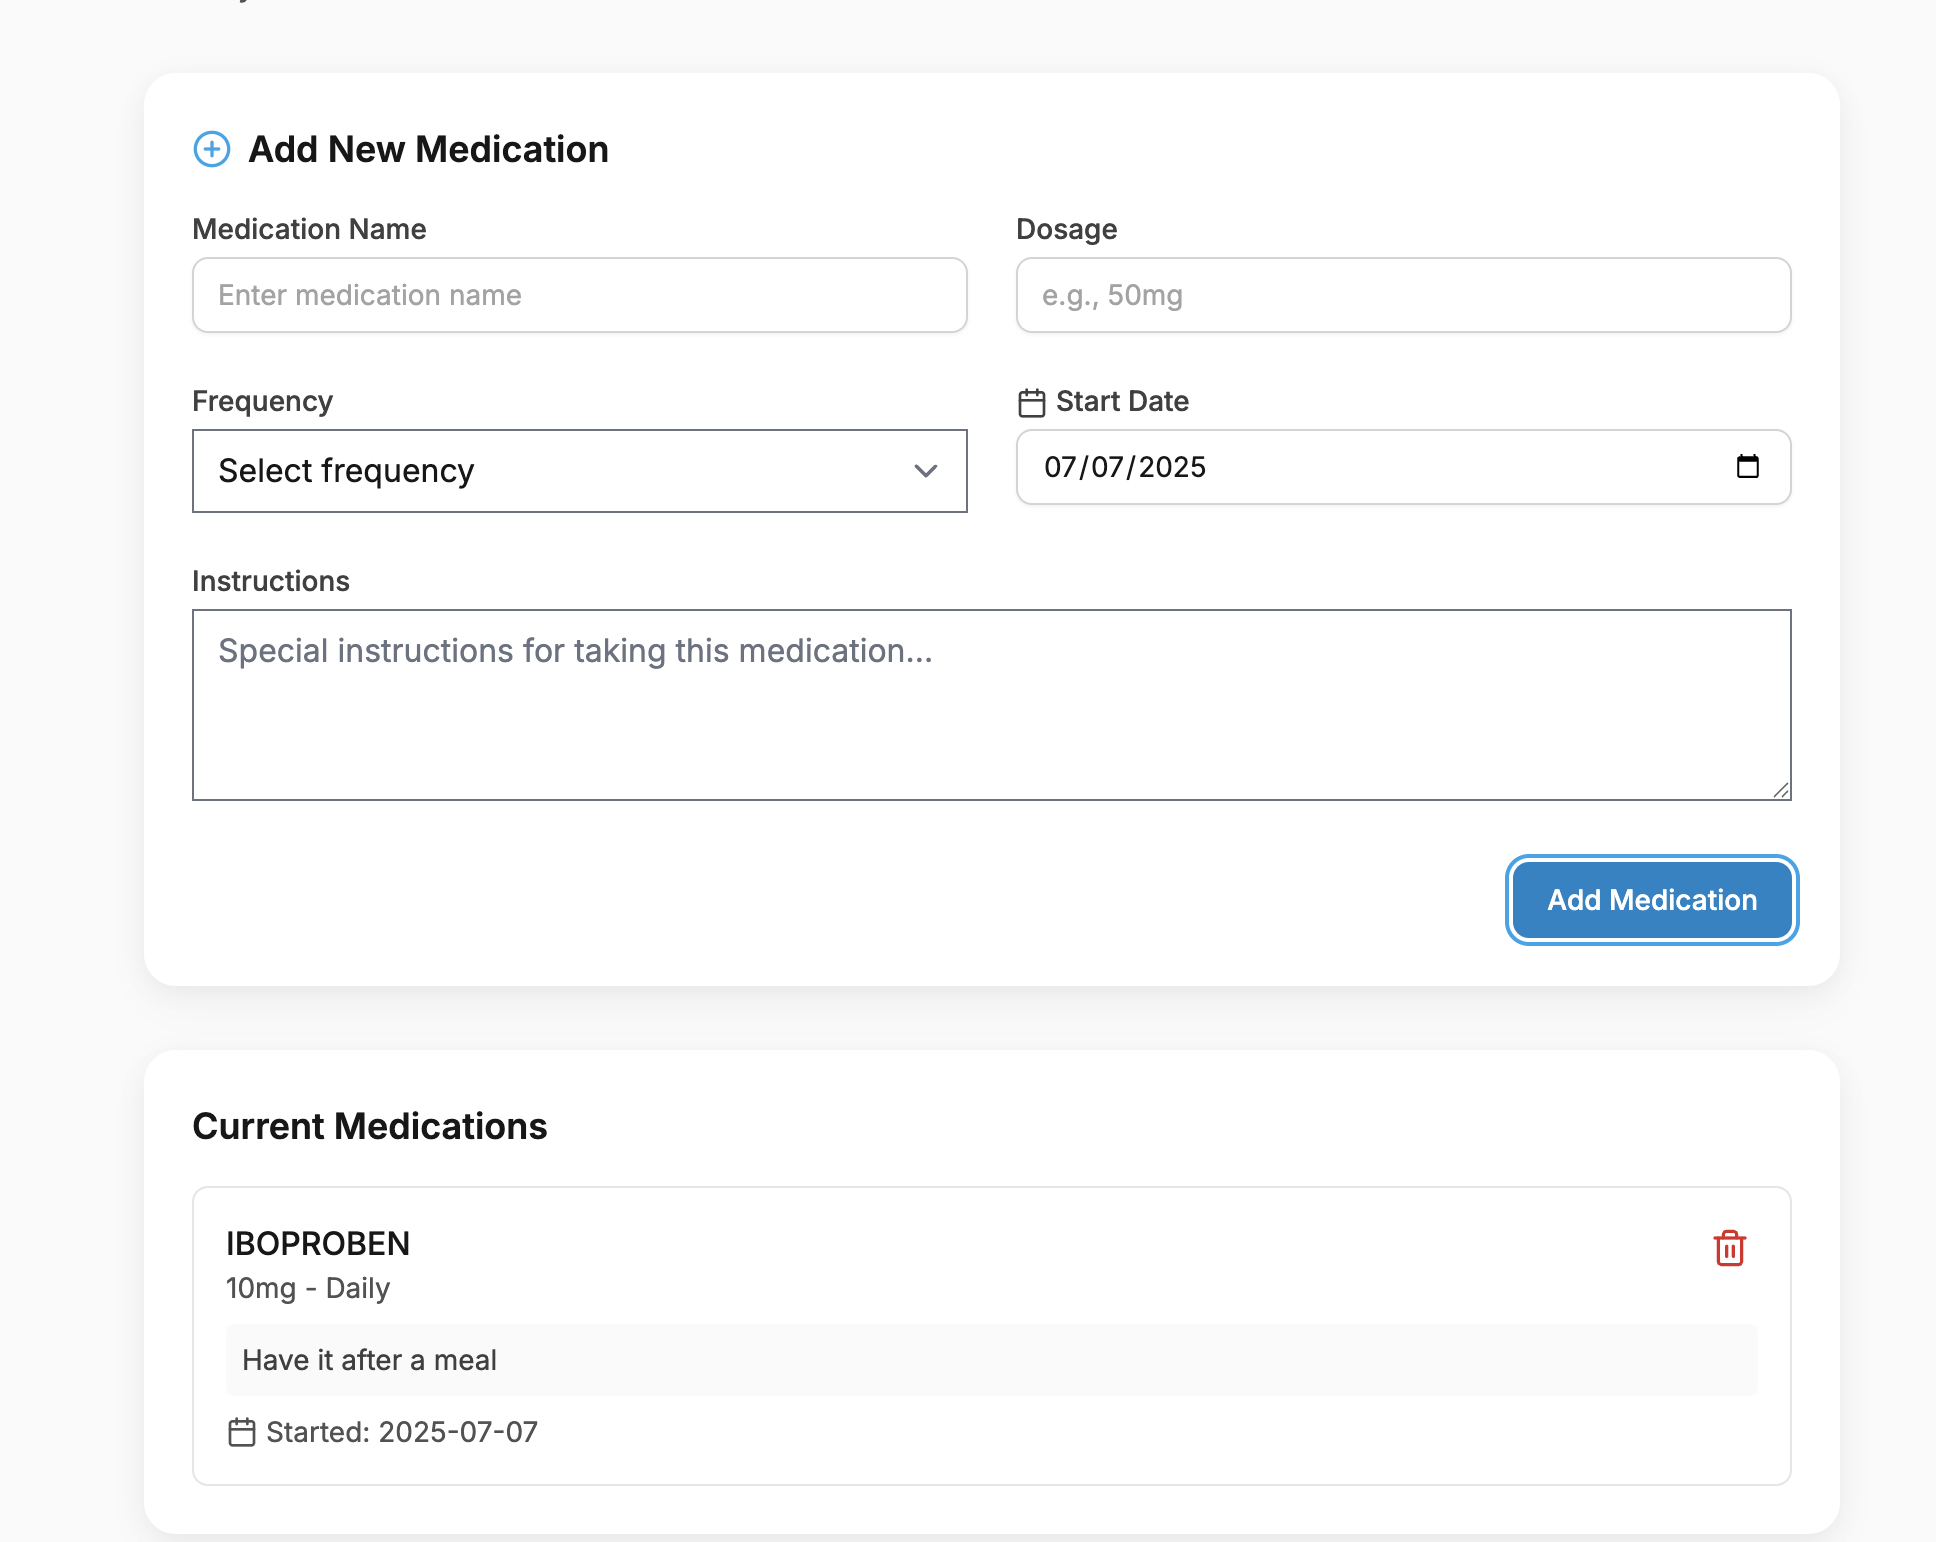 Add New Medication
Medication Name
Dosage
Enter medication name
e.g., 50mg
Frequency
Start Date
Select frequency
07/07/2025
Instructions
Special instructions for taking this medication...
Add Medication
Current Medications
IBOPROBEN
10mg - Daily
Have it after a meal
Started: 2025-07-07